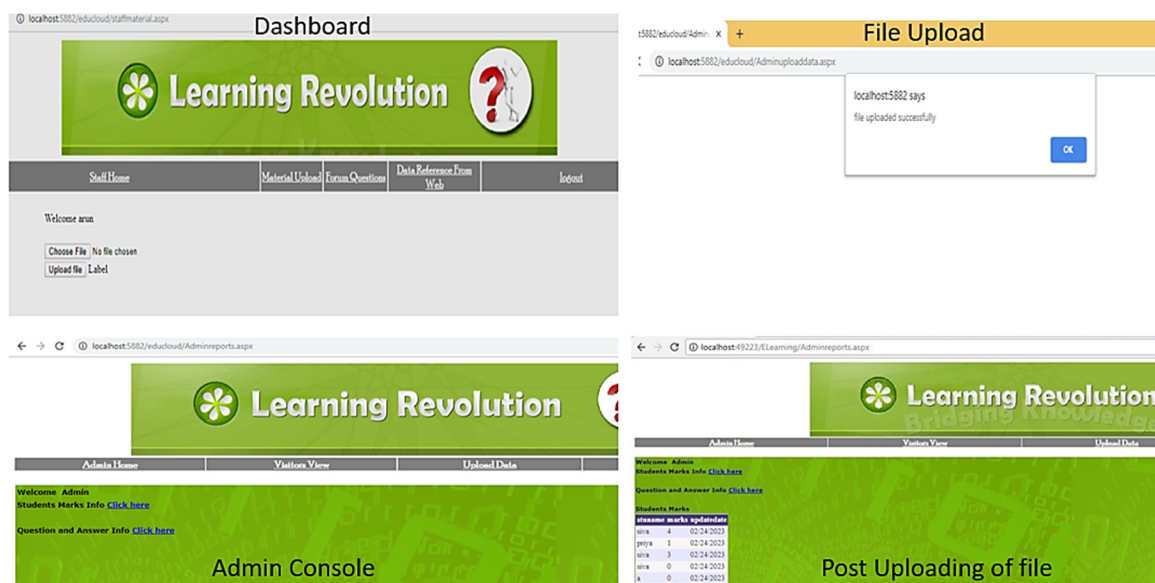 localhost:5882/educloud/staffmaterial.aspx
Dashboard
Learning Revolution
Staff Home
Material Upload
Forum Questions
Data Reference From
Web
logout
Welcome arun
Choose File No file chosen
Upload file Label
t:5882/educloud/Admin x +
File Upload
localhost:5882/educloud/Adminuploaddata.aspx
localhost:5882 says
file uploaded successfully
OK
localhost:5882/educloud/Adminreports.aspx
Learning Revolution
Admin Home
Visitors View
Upload Data
Welcome Admin
Students Marks Info Click here
Question and Answer Info Click here
Admin Console
localhost:49223/ELearning/Adminreports.aspx
Learning Revolution
Bridging Knowledge
Admin Home
Visitors View
Upload Data
Welcome Admin
Students Marks Info Click here
Question and Answer Info Click here
Students Marks
stuname marks updatedate
siva 4 02/24/2023
priya 1 02/24/2023
siva 3 02/24/2023
siva 0 02/24/2023
a 0 02/24/2023
Post Uploading of file